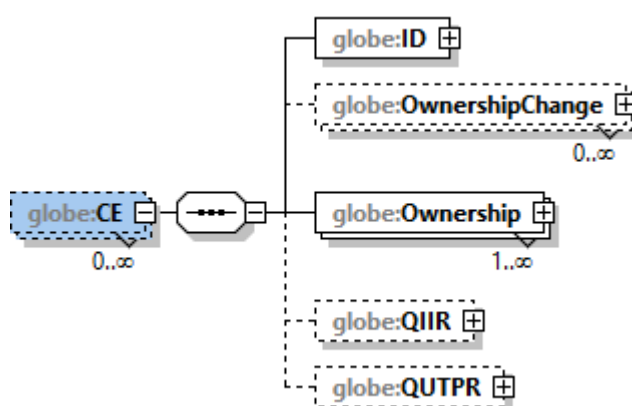 globe:ID
globe:OwnershipChange
0..∞
globe:CE
0..∞
globe:Ownership
1..∞
globe:QIIR
globe:QUTPR